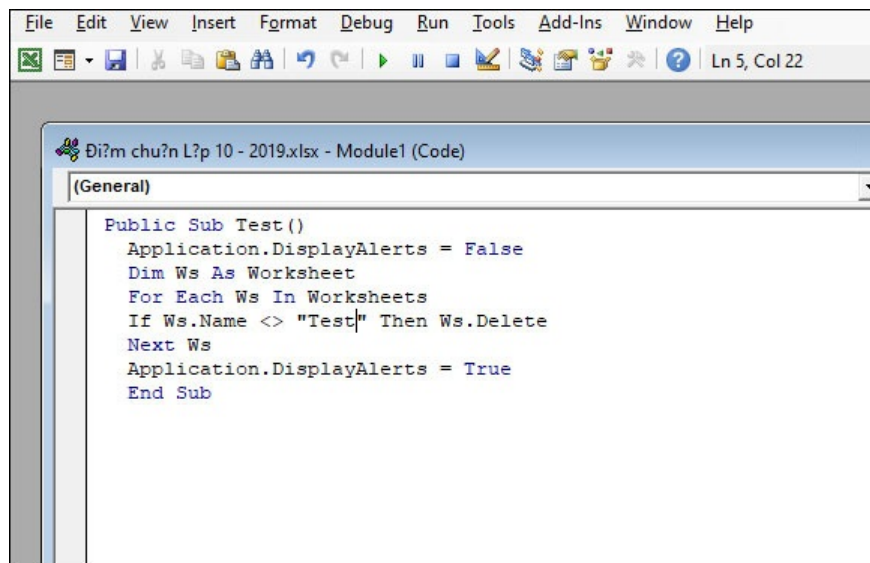 File Edit View Insert Format Debug Run Tools Add-Ins Window Help
Ln 5, Col 22
Đi?m chu?n L?p 10 - 2019.xlsx - Module1 (Code)
(General)
Public Sub Test()
Application.DisplayAlerts = False
Dim Ws As Worksheet
For Each Ws In Worksheets
If Ws.Name <> "Test" Then Ws.Delete
Next Ws
Application.DisplayAlerts = True
End Sub